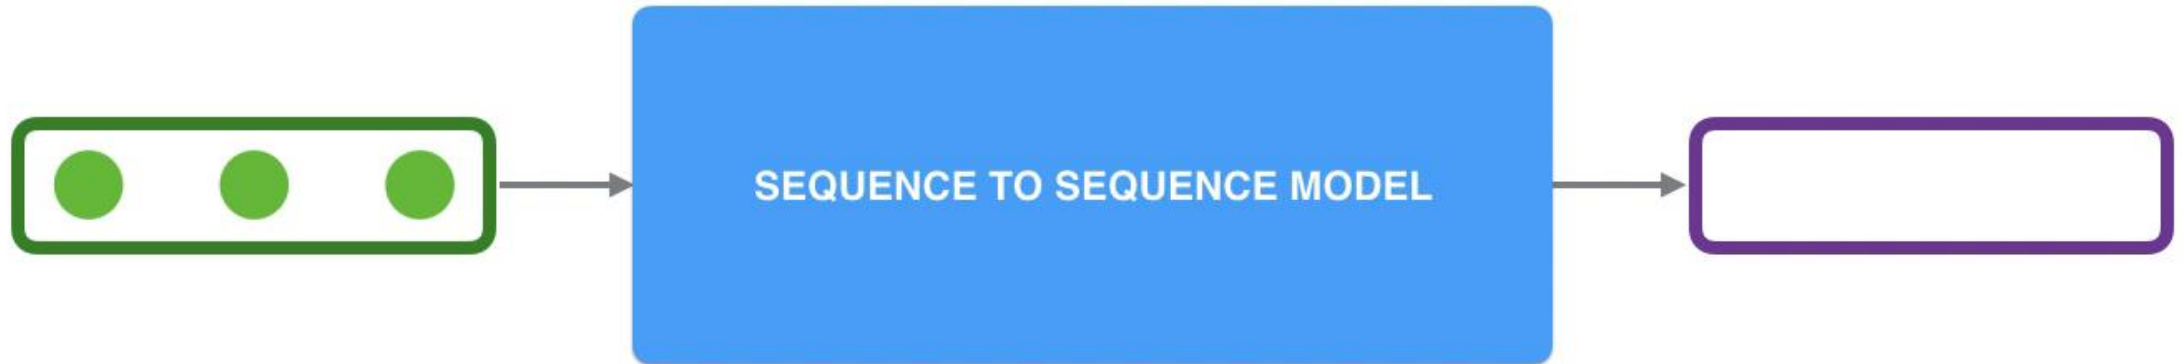 SEQUENCE TO SEQUENCE MODEL